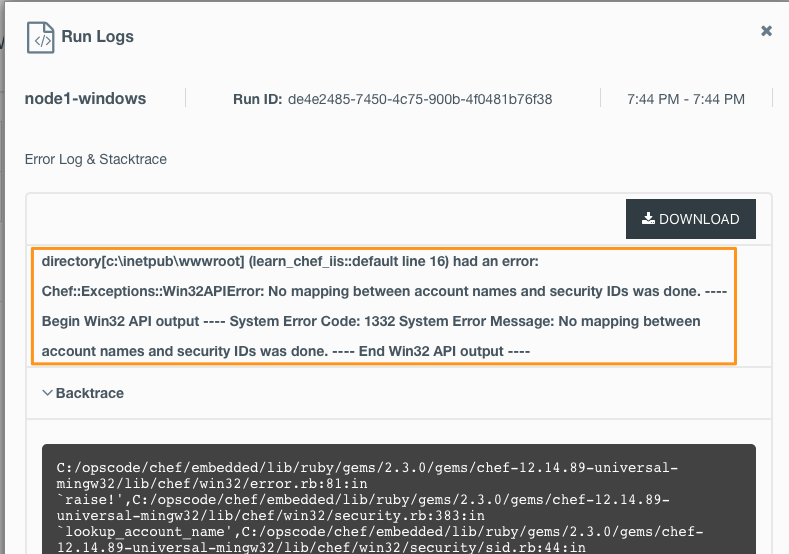 Run Logs
node1-windows
Run ID: de4e2485-7450-4c75-900b-4f0481b76f38
7:44 PM - 7:44 PM
Error Log & Stacktrace
DOWNLOAD
directory[c:\inetpub\wwwroot] (learn_chef_iis::default line 16) had an error:
Chef::Exceptions::Win32APIError: No mapping between account names and security IDs was done. ----
Begin Win32 API output ---- System Error Code: 1332 System Error Message: No mapping between
account names and security IDs was done. ---- End Win32 API output ----
Backtrace
C:/opscode/chef/embedded/lib/ruby/gems/2.3.0/gems/chef-12.14.89-universal-
mingw32/lib/chef/win32/error.rb:81:in
`raise!',C:/opscode/chef/embedded/lib/ruby/gems/2.3.0/gems/chef-12.14.89-
universal-mingw32/lib/chef/win32/security.rb:383:in
`lookup_account_name',C:/opscode/chef/embedded/lib/ruby/gems/2.3.0/gems/chef-
12.14.89-universal-mingw32/lib/chef/win32/security/sid.rb:44:in